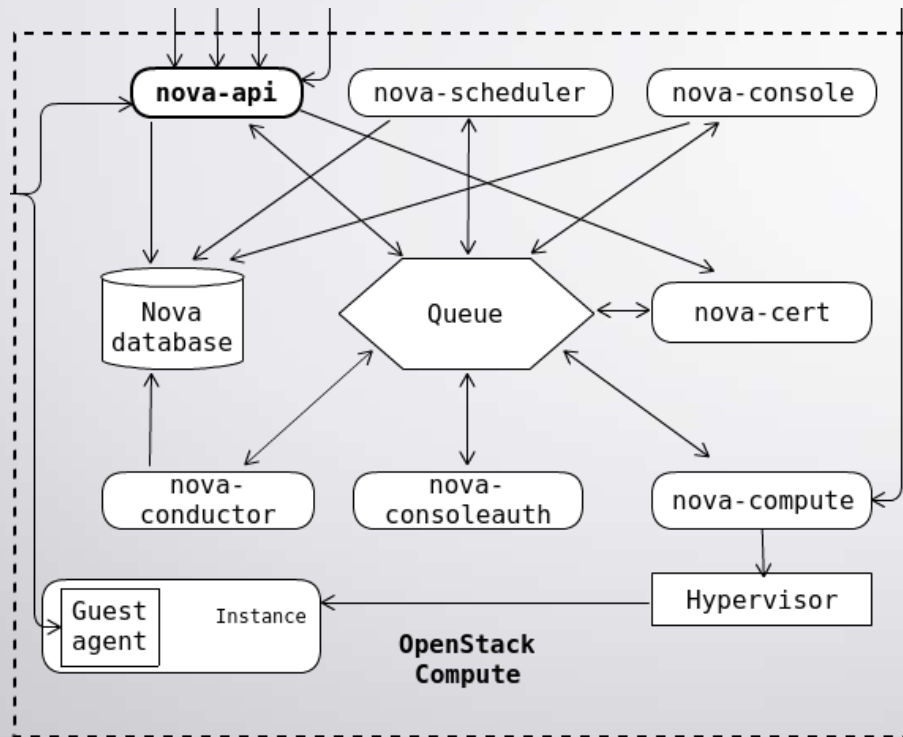 nova-api
nova-scheduler
nova-console
Nova
database
Queue
nova-cert
nova-
conductor
nova-
consoleauth
nova-compute
Guest
agent
Instance
Hypervisor
OpenStack
Compute